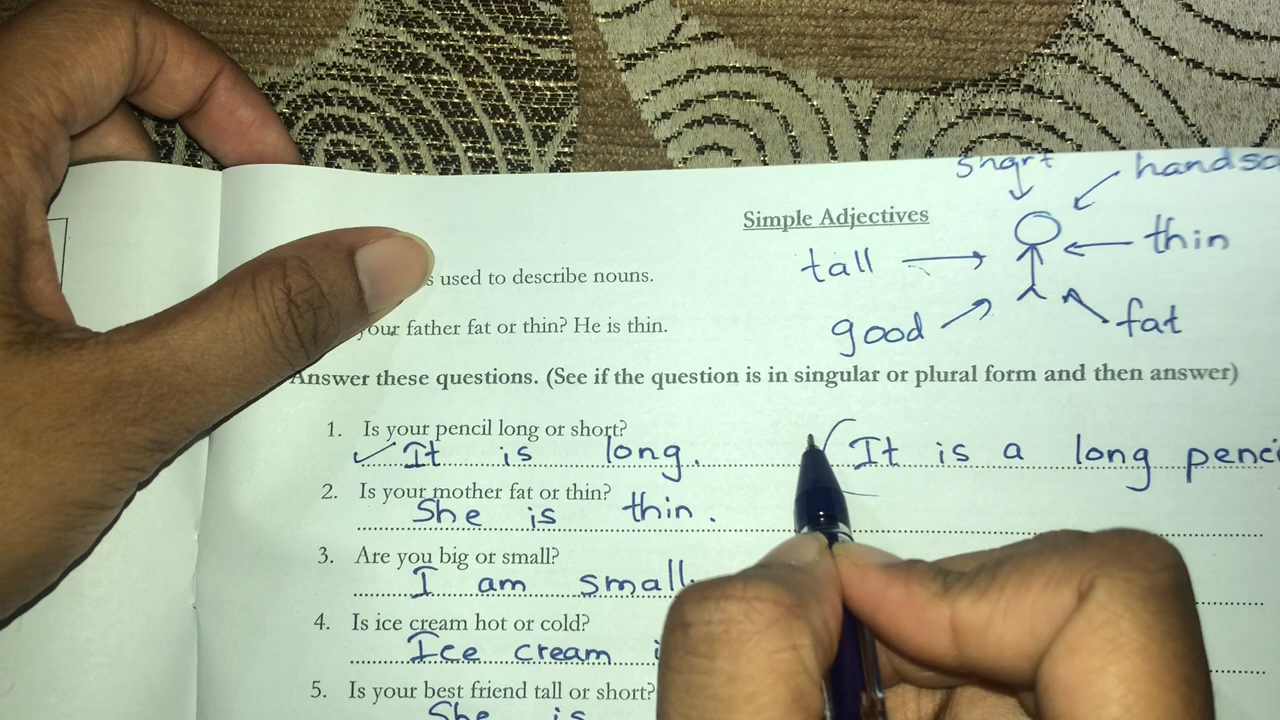 smart
handso
Simple Adjectives
thin
tall
s used to describe nouns.
good
fat
your father fat or thin? He is thin.
Answer these questions. (See if the question is in singular or plural form and then answer)
1. Is your pencil long or short?
It is long. It is a long penci
2. Is your mother fat or thin?
She is thin.
3. Are you big or small?
I am small.
4. Is ice cream hot or cold?
Ice cream
5. Is your best friend tall or short?
She is